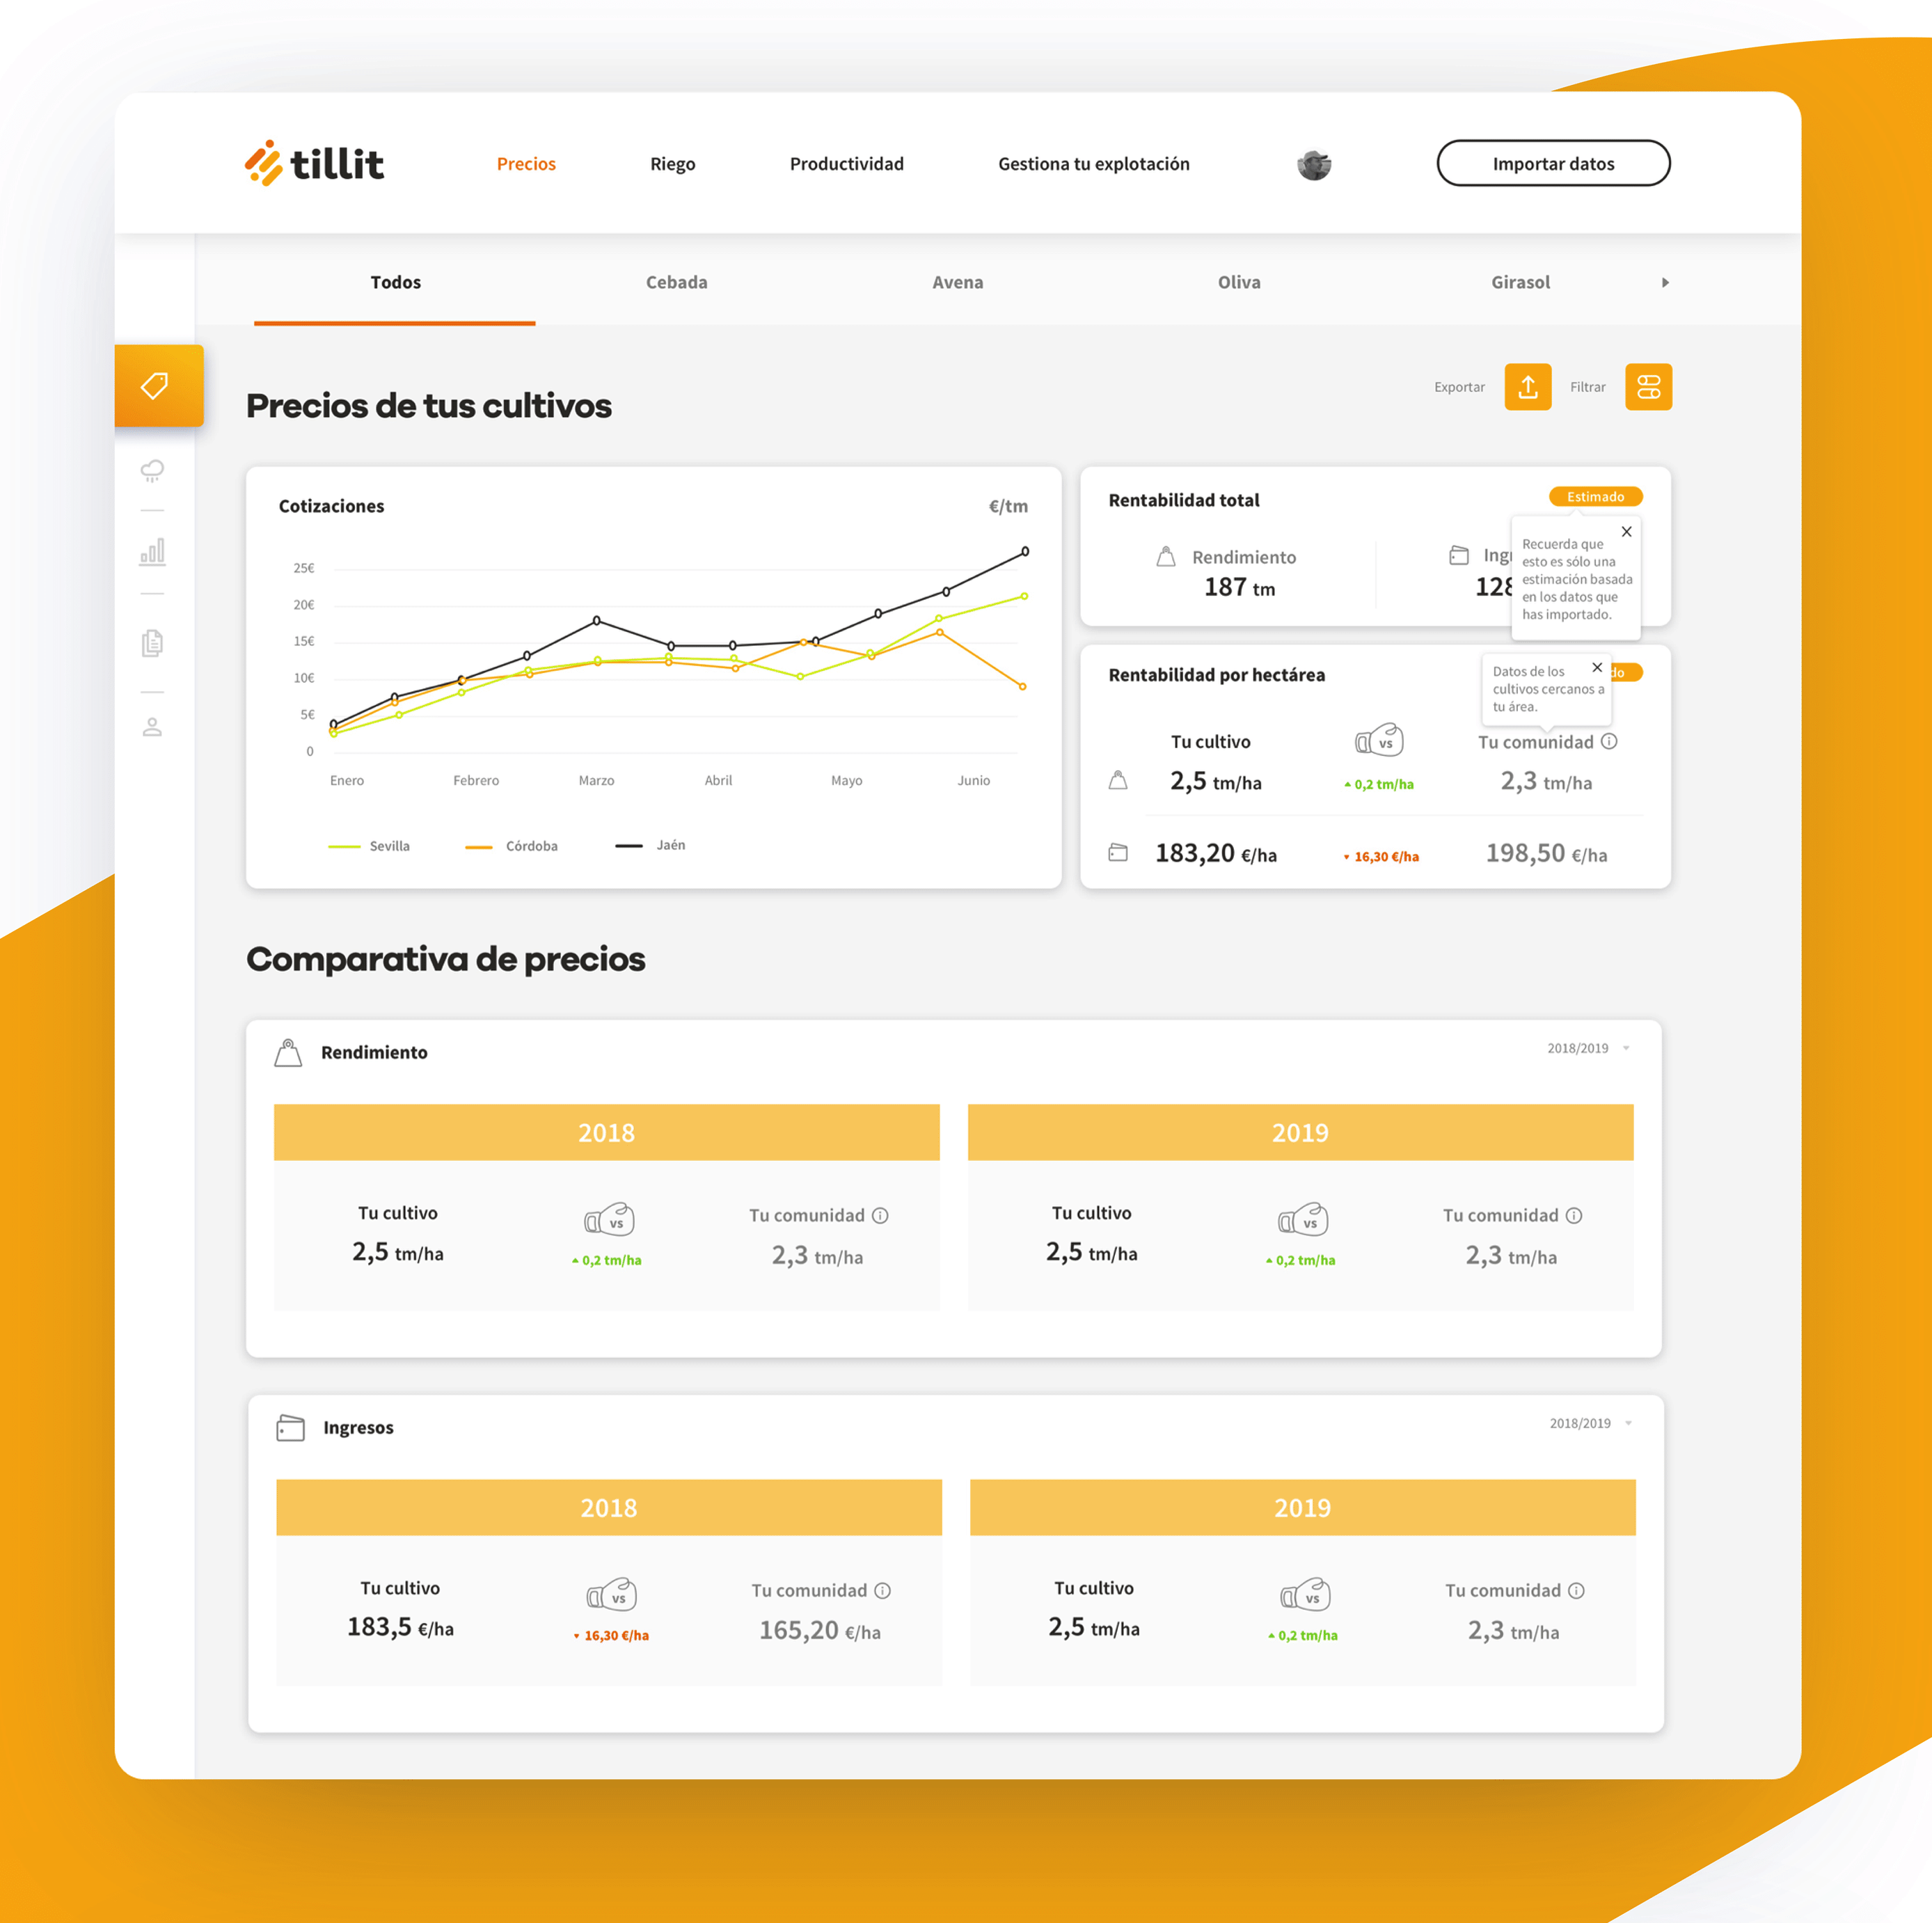 tillit
Precios
Riego
Productividad
Gestiona tu explotación
Importar datos
Todos
Cebada
Avena
Oliva
Girasol
Precios de tus cultivos
Exportar
Filtrar
Cotizaciones
€/tm
25€
20€
15€
10€
5€
0
Enero
Febrero
Marzo
Abril
Mayo
Junio
Sevilla
Córdoba
Jaén
Rentabilidad total
Estimado
Rendimiento
187 tm
Recuerda que
esto es sólo una
estimación basada
en los datos que
has importado.
Rentabilidad por hectárea
Datos de los
cultivos cercanos a
tu área.
Tu cultivo
vs
Tu comunidad
2,5 tm/ha
0,2 tm/ha
2,3 tm/ha
183,20 €/ha
16,30 €/ha
198,50 €/ha
Comparativa de precios
Rendimiento
2018/2019
2018
Tu cultivo
vs
Tu comunidad
2,5 tm/ha
0,2 tm/ha
2,3 tm/ha
2019
Tu cultivo
vs
Tu comunidad
2,5 tm/ha
0,2 tm/ha
2,3 tm/ha
Ingresos
2018/2019
2018
Tu cultivo
vs
Tu comunidad
183,5 €/ha
16,30 €/ha
165,20 €/ha
2019
Tu cultivo
vs
Tu comunidad
2,5 tm/ha
0,2 tm/ha
2,3 tm/ha